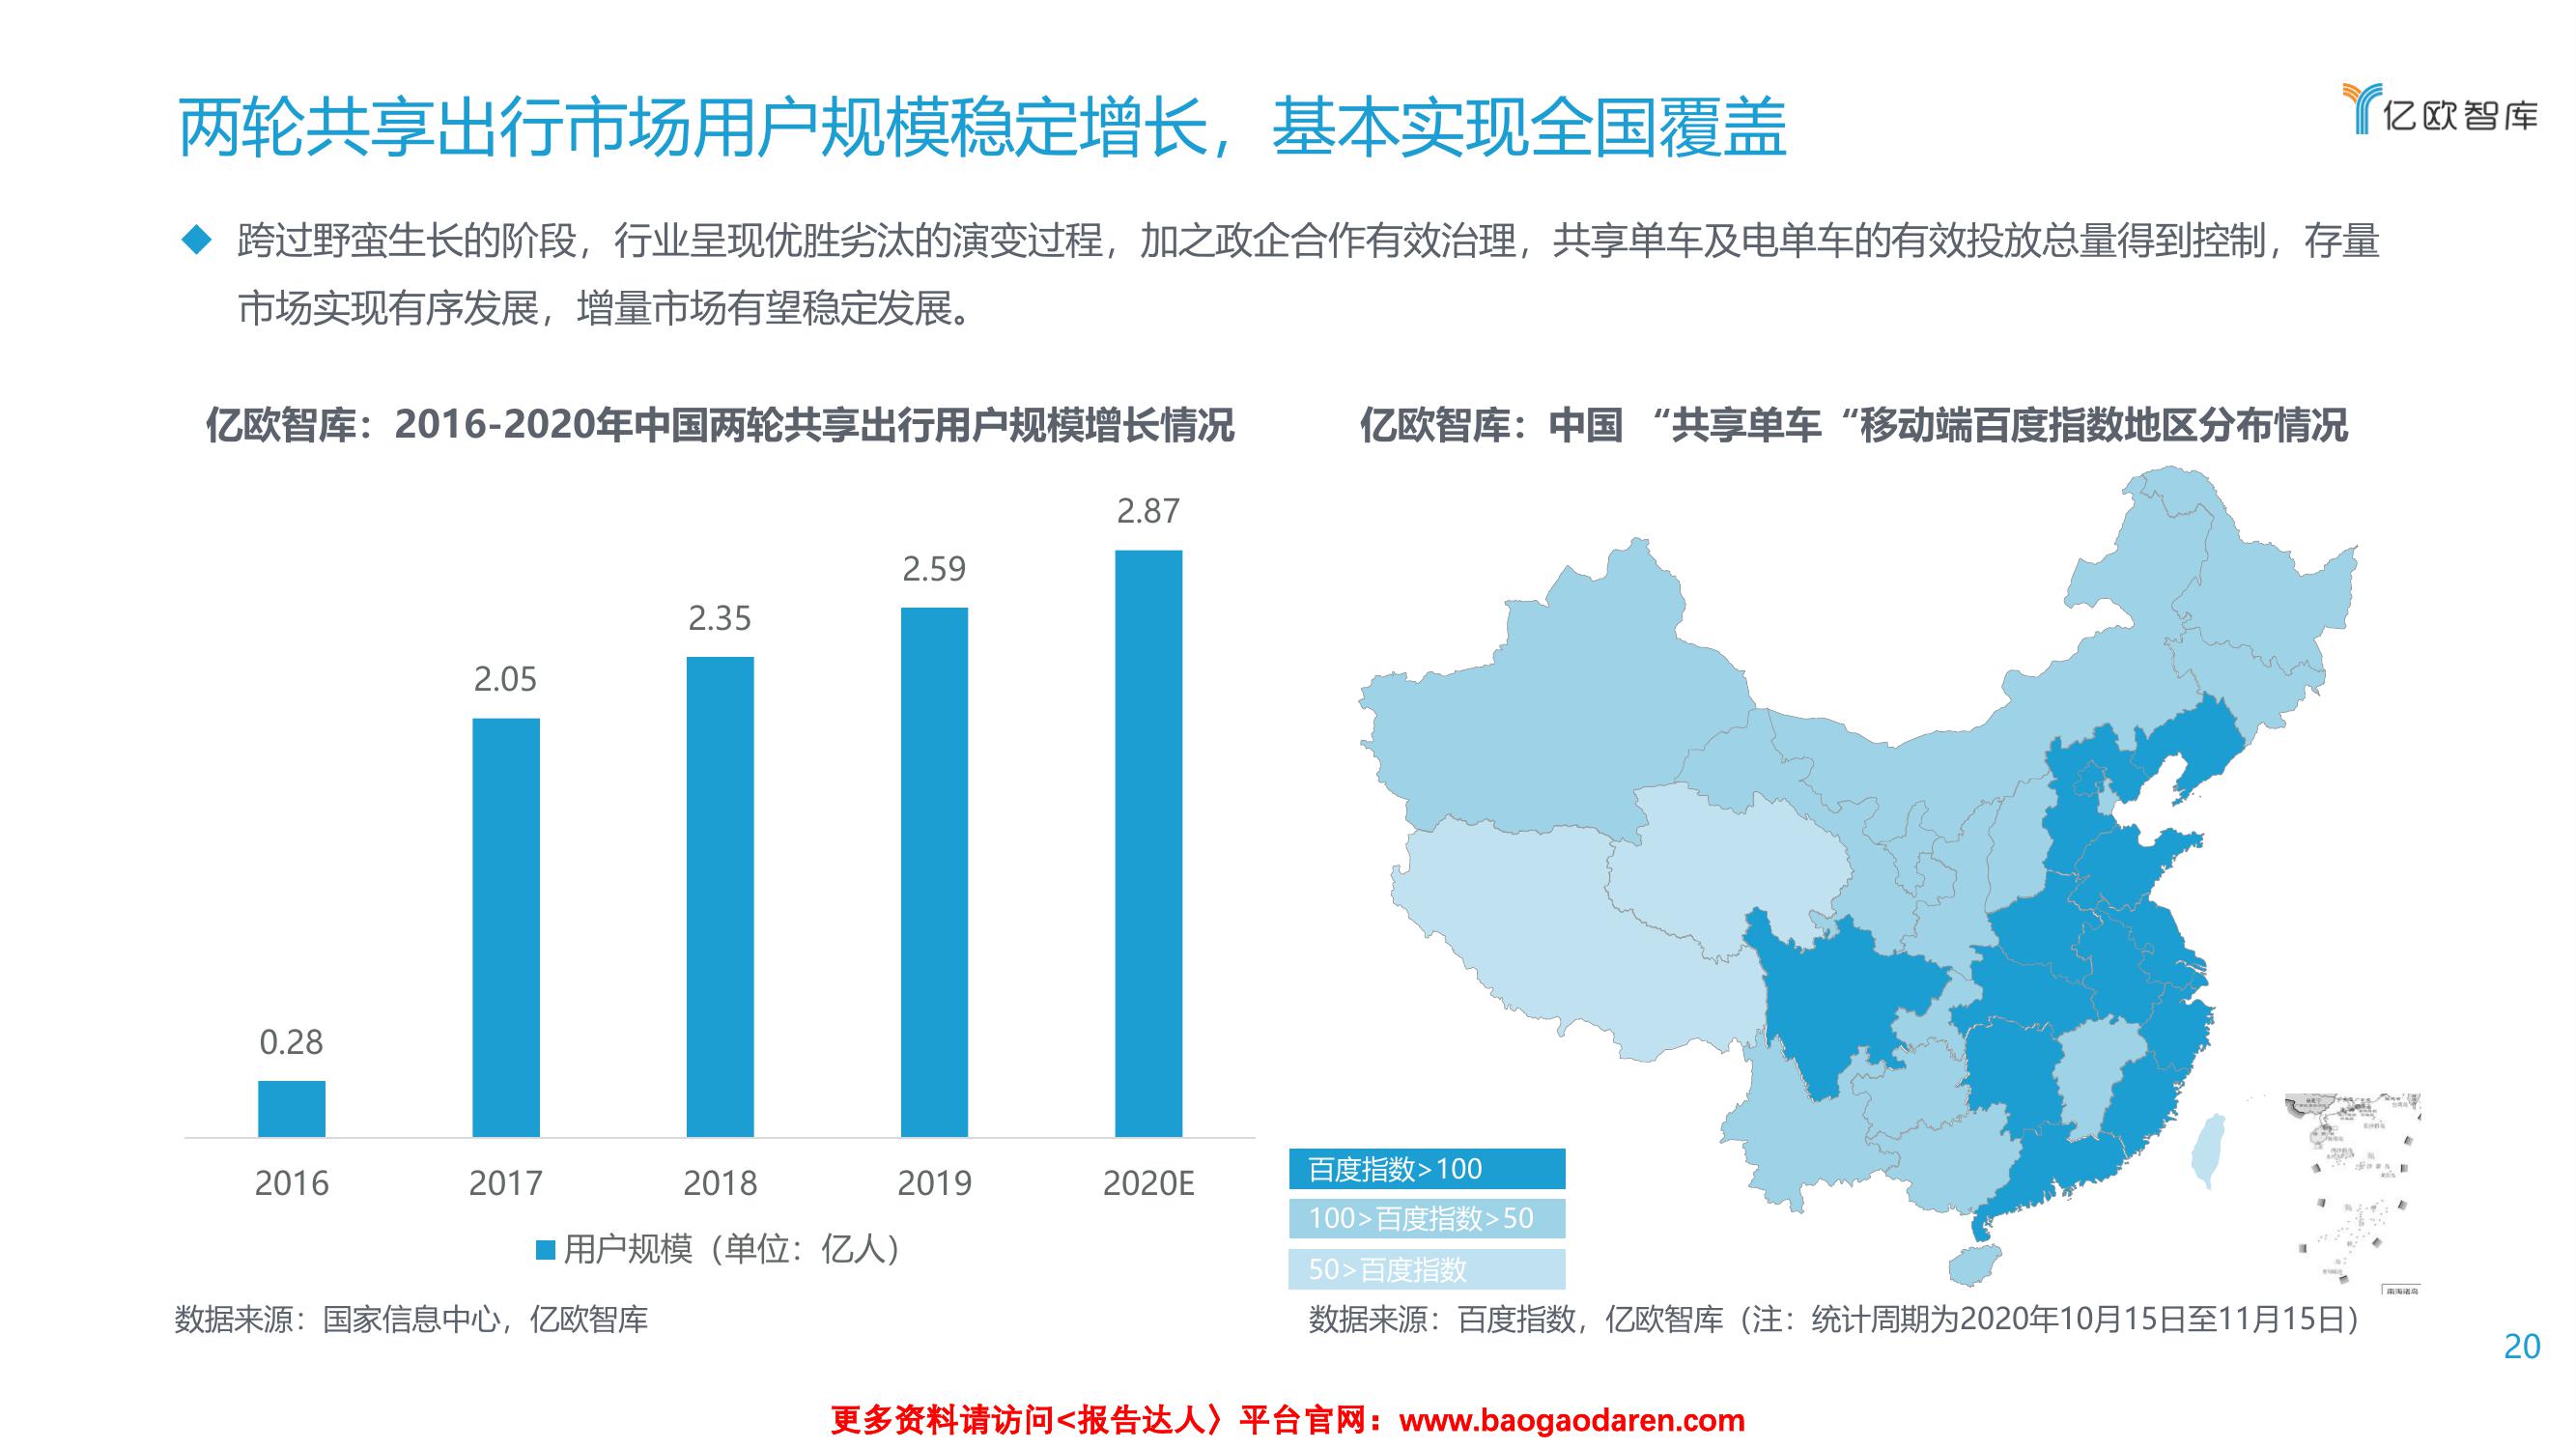 两轮共享出行市场用户规模稳定增长，基本实现全国覆盖
亿欧智库
跨过野蛮生长的阶段，行业呈现优胜劣汰的演变过程，加之政企合作有效治理，共享单车及电单车的有效投放总量得到控制，存量
市场实现有序发展，增量市场有望稳定发展。
亿欧智库：2016-2020年中国两轮共享出行用户规模增长情况
0.28
2.05
2.35
2.59
2.87
2016
2017
2018
2019
2020E
用户规模（单位：亿人）
数据来源：国家信息中心，亿欧智库
亿欧智库：中国 “共享单车 “移动端百度指数地区分布情况
百度指数>100
100>百度指数>50
50>百度指数
南海诸岛
数据来源：百度指数，亿欧智库（注：统计周期为2020年10月15日至11月15日）
20
更多资料请访问<报告达人〉平台官网：www.baogaodaren.com